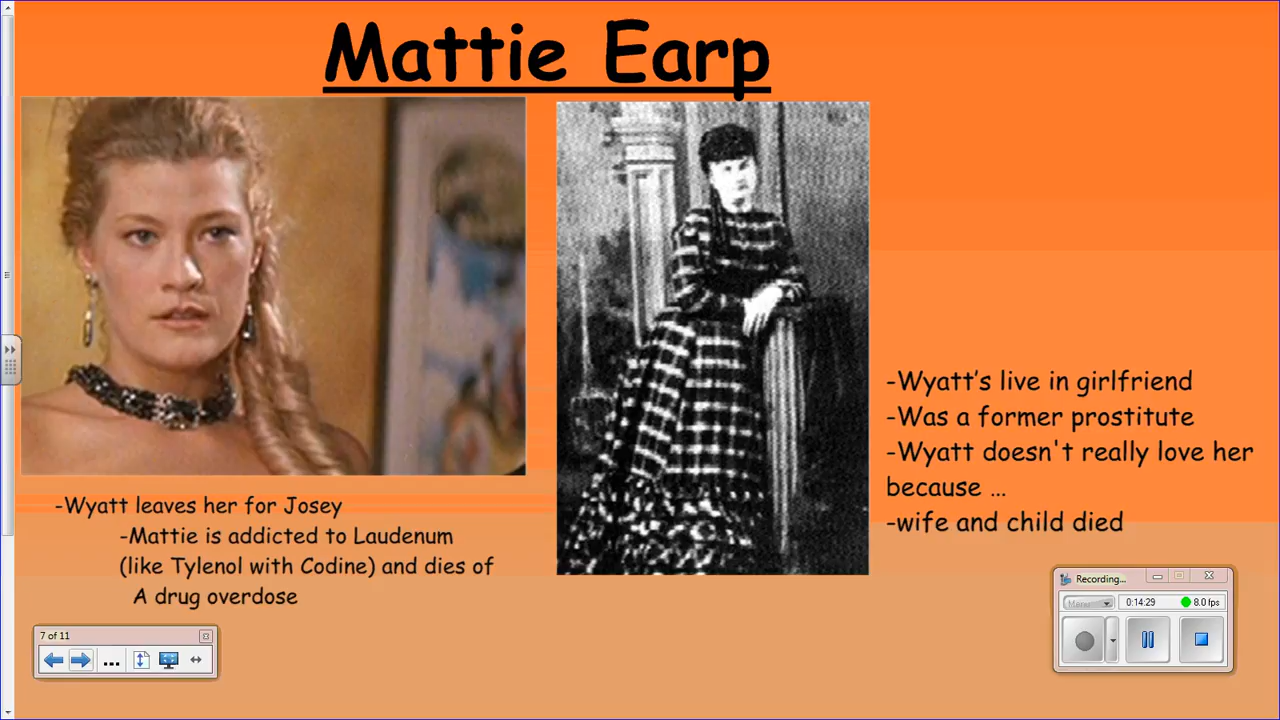 Mattie Earp
-Wyatt's live in girlfriend
-Was a former prostitute
-Wyatt doesn't really love her
because ...
-wife and child died
-Wyatt leaves her for Josey
-Mattie is addicted to Laudenum
(like Tylenol with Codine) and dies of
A drug overdose
7 of 11
...
Recording...
Menu
0:14:29
8.0 fps